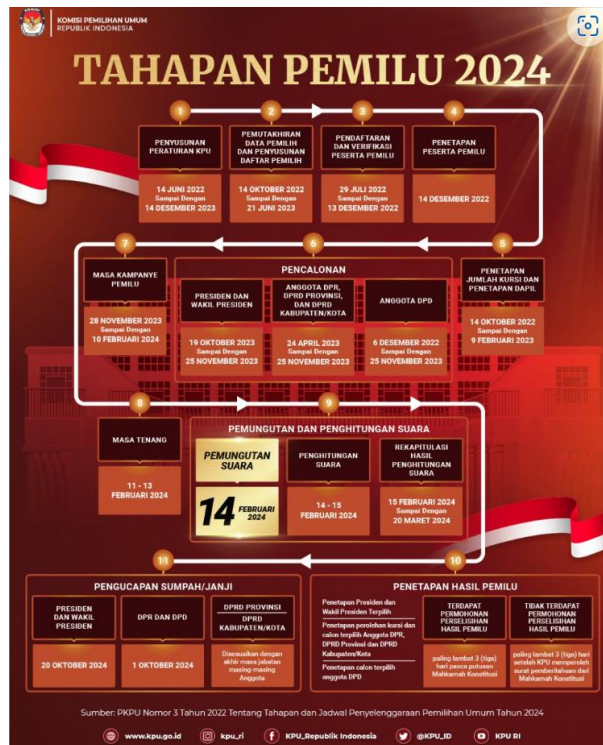 KOMISI PEMILIHAN UMUM
REPUBLIK INDONESIA
TAHAPAN PEMILU 2024
1
PENYUSUNAN
PERATURAN KPU
14 JUNI 2022
Sampai Dengan
14 DESEMBER 2023
2
PEMUTAKHIRAN
DATA PEMILIH
DAN PENYUSUNAN
DAFTAR PEMILIH
14 OKTOBER 2022
Sampai Dengan
21 JUNI 2023
3
PENDAFTARAN
DAN VERIFIKASI
PESERTA PEMILU
29 JULI 2022
Sampai Dengan
13 DESEMBER 2022
4
PENETAPAN
PESERTA PEMILU
14 DESEMBER 2022
5
PENETAPAN
JUMLAH KURSI DAN
PENETAPAN DAPIL
14 OKTOBER 2022
Sampai Dengan
9 FEBRUARI 2023
6
PENCALONAN
PRESIDEN DAN
WAKIL PRESIDEN
19 OKTOBER 2023
Sampai Dengan
25 NOVEMBER 2023
ANGGOTA DPR,
DPRD PROVINSI,
DAN DPRD
KABUPATEN/KOTA
24 APRIL 2023
Sampai Dengan
25 NOVEMBER 2023
ANGGOTA DPD
6 DESEMBER 2022
Sampai Dengan
25 NOVEMBER 2023
7
MASA KAMPANYE
PEMILU
28 NOVEMBER 2023
Sampai Dengan
10 FEBRUARI 2024
8
MASA TENANG
11 - 13
FEBRUARI 2024
9
PEMUNGUTAN DAN PENGHITUNGAN SUARA
PEMUNGUTAN
SUARA
14 FEBRUARI
2024
PENGHITUNGAN
SUARA
14 - 15
FEBRUARI 2024
REKAPITULASI
HASIL
PENGHITUNGAN
SUARA
15 FEBRUARI 2024
Sampai Dengan
20 MARET 2024
10
PENETAPAN HASIL PEMILU
Penetapan Presiden dan
Wakil Presiden Terpilih
Penetapan perolehan kursi dan
calon terpilih Anggota DPR,
DPRD Provinsi dan DPRD
Kabupaten/Kota
Penetapan calon terpilih
anggota DPD
TERDAPAT
PERMOHONAN
PERSELISIHAN
HASIL PEMILU
paling lambat 3 (tiga)
hari pasca putusan
Mahkamah Konstitusi
TIDAK TERDAPAT
PERMOHONAN
PERSELISIHAN
HASIL PEMILU
paling lambat 3 (tiga) hari
setelah KPU memperoleh
surat pemberitahuan dari
Mahkamah Konstitusi
11
PENGUCAPAN SUMPAH/JANJI
PRESIDEN
DAN WAKIL
PRESIDEN
20 OKTOBER 2024
DPR DAN DPD
1 OKTOBER 2024
DPRD PROVINSI
DPRD
KABUPATEN/KOTA
Disesuaikan dengan
akhir masa jabatan
masing-masing
Anggota
Sumber: PKPU Nomor 3 Tahun 2022 Tentang Tahapan dan Jadwal Penyelenggaraan Pemilihan Umum Tahun 2024
www.kpu.go.id
kpu_ri
KPU_Republik Indonesia
@KPU_ID
KPU RI